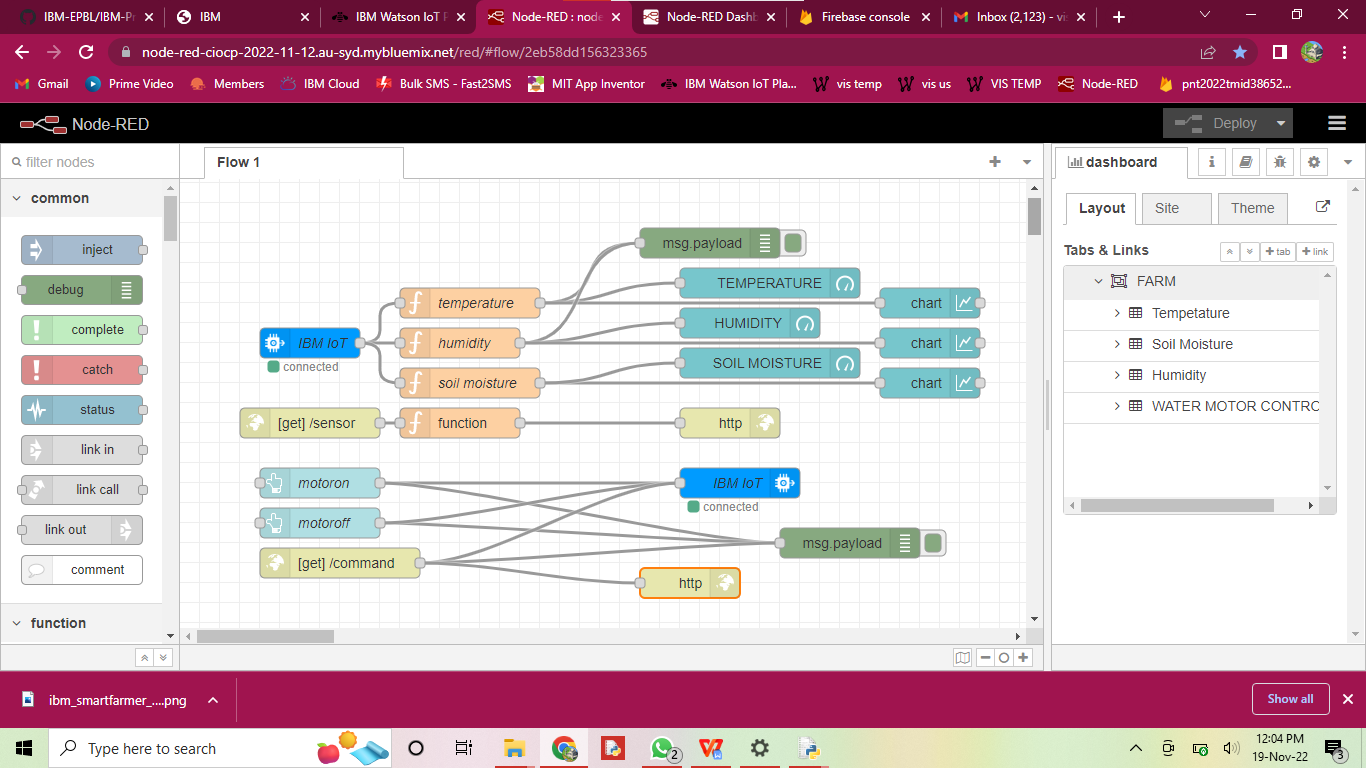 IBM-EPBL/IBM-Pr
IBM
IBM Watson IoT P
Node-RED : node
Node-RED Dash
Firebase console
Inbox (2,123) - vis
node-red-ciocp-2022-11-12.au-syd.mybluemix.net/red/#flow/2eb58dd156323365
Gmail
Prime Video
Members
IBM Cloud
Bulk SMS - Fast2SMS
MIT App Inventor
IBM Watson IoT Pla...
vis temp
vis us
VIS TEMP
Node-RED
pnt2022tmid38652...
Node-RED
Deploy
filter nodes
Flow 1
dashboard
common
inject
debug
complete
catch
status
link in
link call
link out
comment
function
msg.payload
TEMPERATURE
temperature
chart
HUMIDITY
IBM IoT
humidity
chart
connected
SOIL MOISTURE
soil moisture
chart
[get] /sensor
function
http
motoron
IBM IoT
connected
motoroff
msg.payload
[get] /command
http
Layout
Site
Theme
Tabs & Links
+ tab
+ link
FARM
Tempetature
Soil Moisture
Humidity
WATER MOTOR CONTRO
ibm_smartfarmer_....png
Show all
Type here to search
2
12:04 PM
19-Nov-22
3